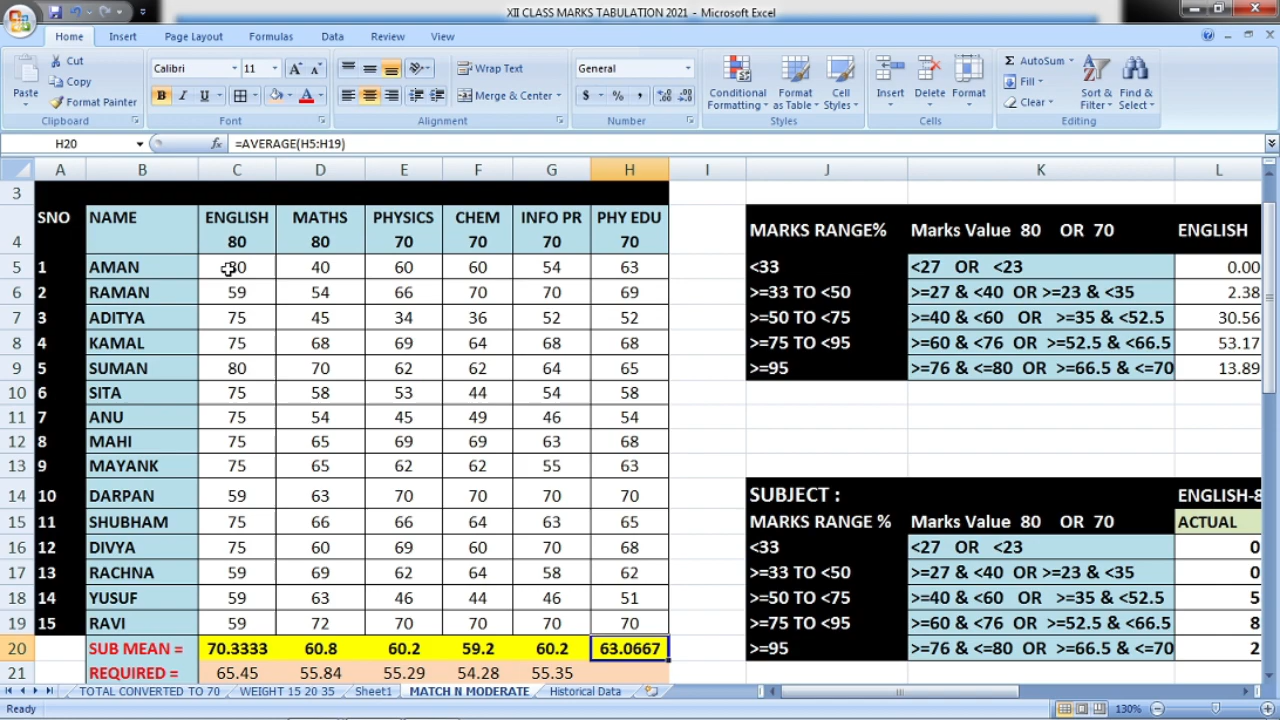 XII CLASS MARKS TABULATION 2021 - Microsoft Excel
Home Insert Page Layout Formulas Data Review View
Paste Cut Copy Format Painter Clipboard
Calibri 11 B I U A Font
Wrap Text Merge & Center Alignment
General $ % , Number
Conditional Formatting Format as Table Cell Styles Styles
Insert Delete Format Cells
AutoSum Fill Clear Sort & Filter Find & Select Editing
H20 fx =AVERAGE(H5:H19)
A B C D E F G H I J K L
3
4 SNO NAME ENGLISH 80 MATHS 80 PHYSICS 70 CHEM 70 INFO PR 70 PHY EDU 70 MARKS RANGE% Marks Value 80 OR 70 ENGLISH
5 1 AMAN 40 60 60 54 63 <33 <27 OR <23 0.00
6 2 RAMAN 59 54 66 70 70 69 >=33 TO <50 >=27 & <40 OR >=23 & <35 2.38
7 3 ADITYA 75 45 34 36 52 52 >=50 TO <75 >=40 & <60 OR >=35 & <52.5 30.56
8 4 KAMAL 75 68 69 64 68 68 >=75 TO <95 >=60 & <76 OR >=52.5 & <66.5 53.17
9 5 SUMAN 80 70 62 62 64 65 >=95 >=76 & <=80 OR >=66.5 & <=70 13.89
10 6 SITA 75 58 53 44 54 58
11 7 ANU 75 54 45 49 46 54
12 8 MAHI 75 65 69 69 63 68
13 9 MAYANK 75 65 62 62 55 63
14 10 DARPAN 59 63 70 70 70 70 SUBJECT : ENGLISH-8
15 11 SHUBHAM 75 66 66 64 63 65 MARKS RANGE % Marks Value 80 OR 70 ACTUAL
16 12 DIVYA 75 60 69 60 70 68 <33 <27 OR <23 0
17 13 RACHNA 59 69 62 64 58 62 >=33 TO <50 >=27 & <40 OR >=23 & <35 0
18 14 YUSUF 59 63 46 44 46 51 >=50 TO <75 >=40 & <60 OR >=35 & <52.5 5
19 15 RAVI 59 72 70 70 70 70 >=75 TO <95 >=60 & <76 OR >=52.5 & <66.5 8
20 SUB MEAN = 70.3333 60.8 60.2 59.2 60.2 63.0667 >=95 >=76 & <=80 OR >=66.5 & <=70 2
21 REQUIRED = 65.45 55.84 55.29 54.28 55.35
TOTAL CONVERTED TO 70 WEIGHT 15 20 35 Sheet1 MATCH N MODERATE Historical Data
Ready 130%